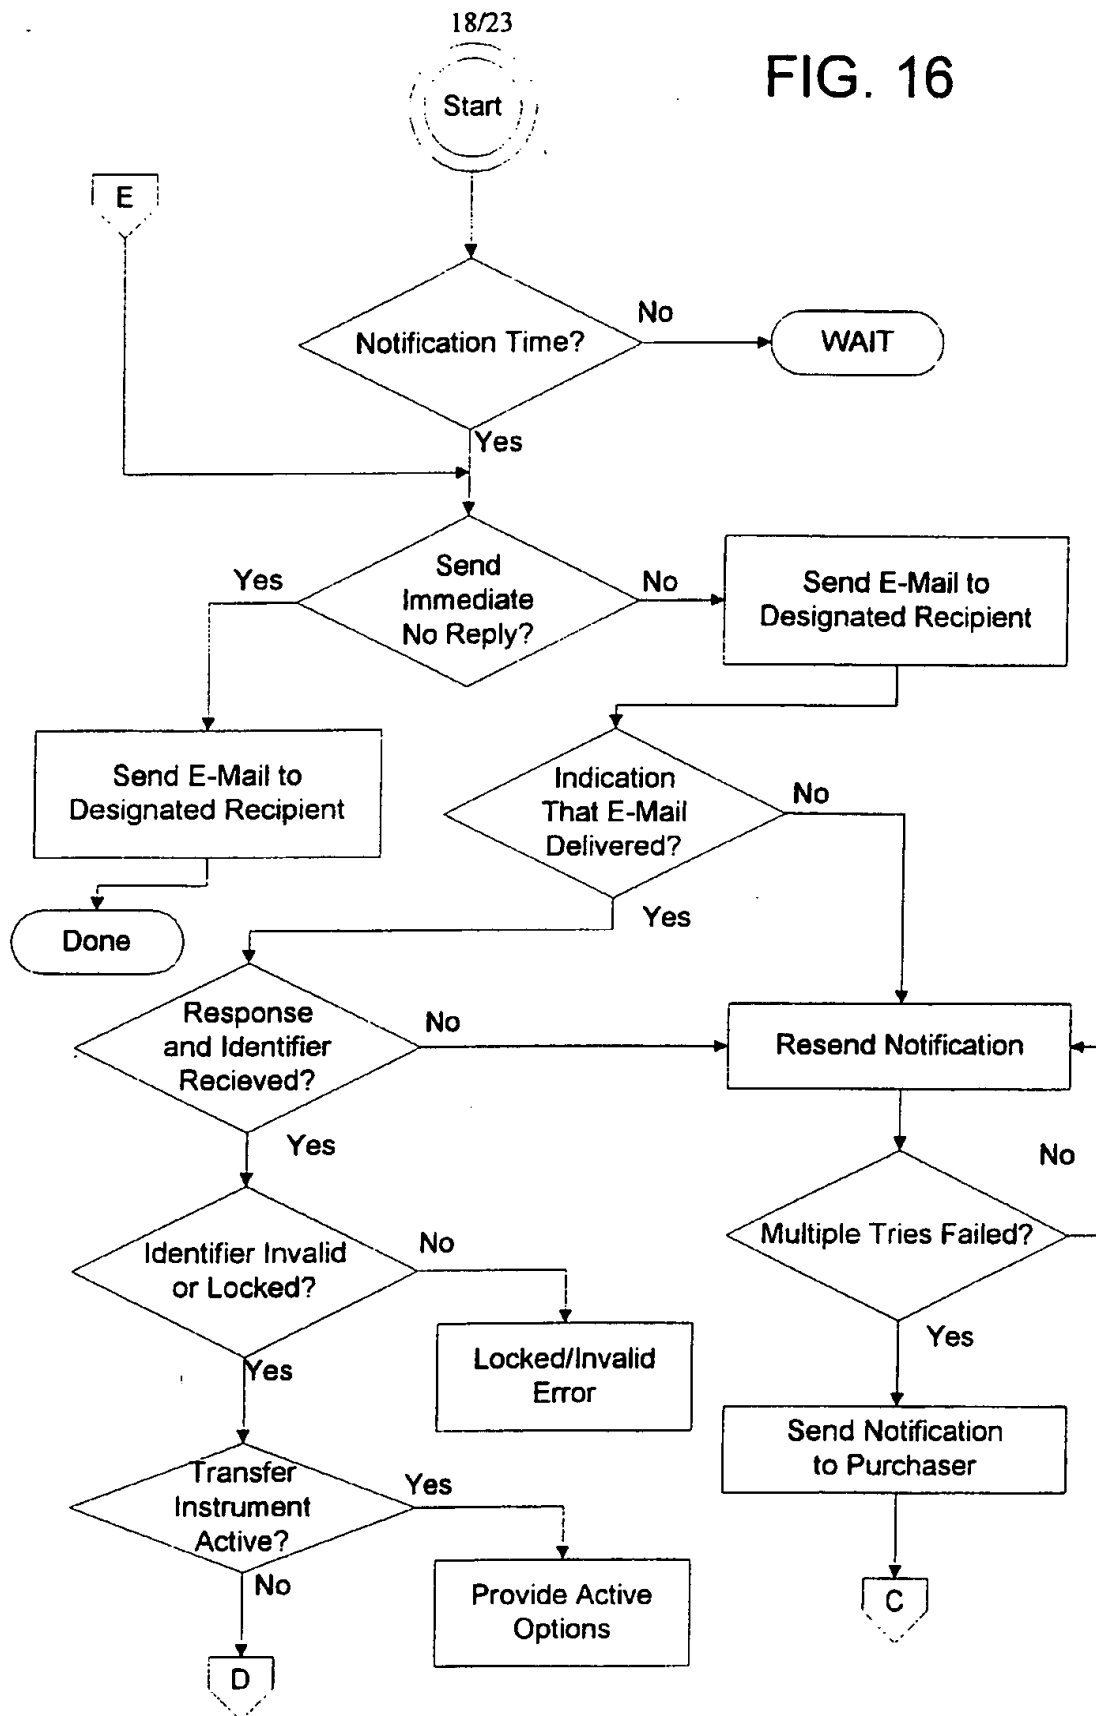 18/23
FIG. 16
Start
E
Notification Time?
No
WAIT
Yes
Send
Immediate
No Reply?
Yes
No
Send E-Mail to
Designated Recipient
Send E-Mail to
Designated Recipient
Done
Indication
That E-Mail
Delivered?
No
Yes
Response
and Identifier
Recieved?
No
Resend Notification
Yes
No
Multiple Tries Failed?
Identifier Invalid
or Locked?
No
Yes
Locked/Invalid
Error
Yes
Send Notification
to Purchaser
Transfer
Instrument
Active?
Yes
No
Provide Active
Options
C
D